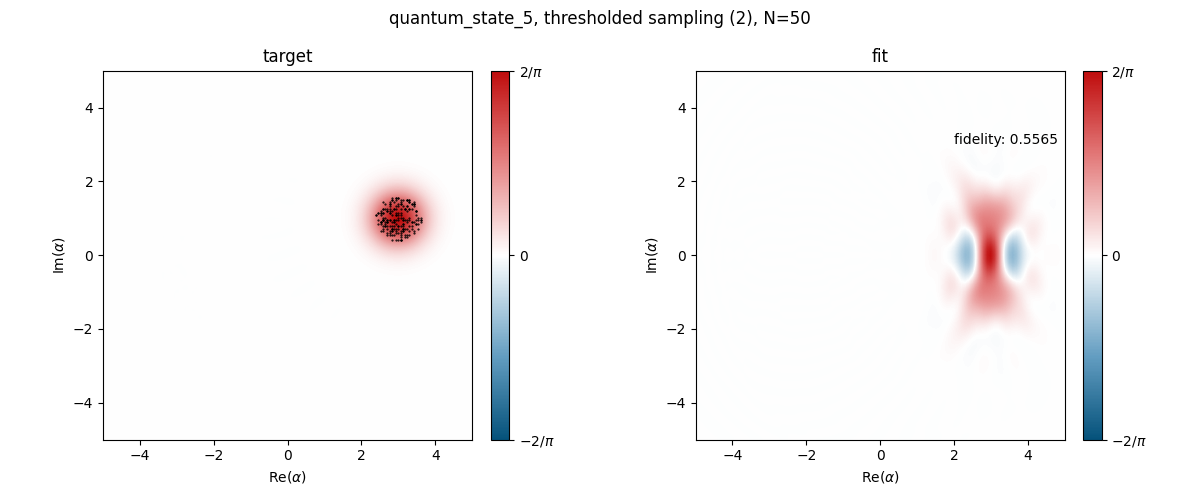 quantum_state_5, thresholded sampling (2), N=50
target
fit
2/π
0
−2/π
4
2
0
−2
−4
−4
−2
0
2
4
Re(α)
Im(α)
fidelity: 0.5565
2/π
0
−2/π
4
2
0
−2
−4
−4
−2
0
2
4
Re(α)
Im(α)